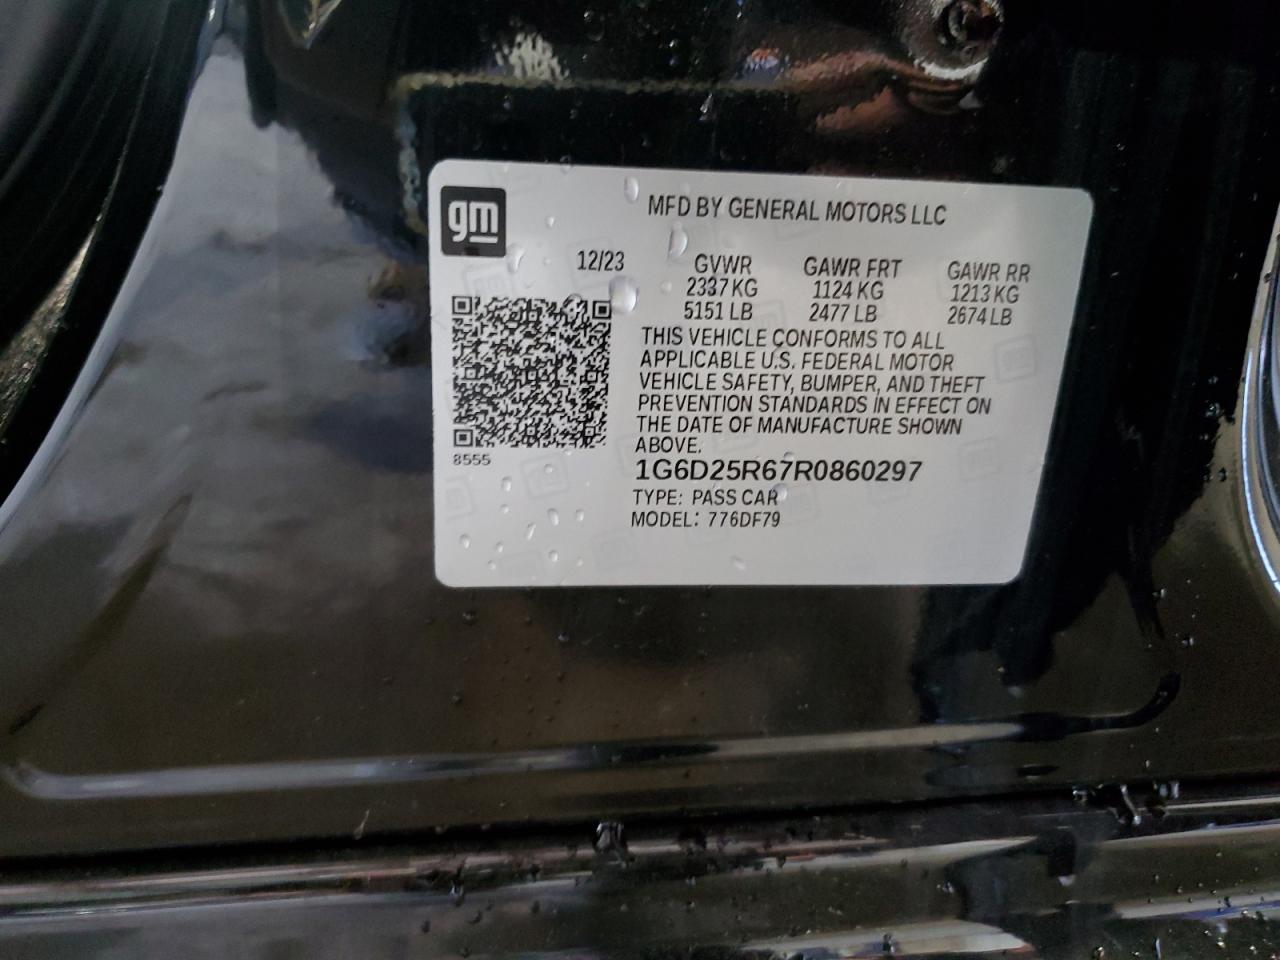 gm
MFD BY GENERAL MOTORS LLC
12/23 GVWR GAWR FRT GAWR RR
2337 KG 1124 KG 1213 KG
5151 LB 2477 LB 2674 LB
THIS VEHICLE CONFORMS TO ALL
APPLICABLE U.S. FEDERAL MOTOR
VEHICLE SAFETY, BUMPER, AND THEFT
PREVENTION STANDARDS IN EFFECT ON
THE DATE OF MANUFACTURE SHOWN
ABOVE.
8555
1G6D25R67R0860297
TYPE: PASS CAR
MODEL: 776DF79